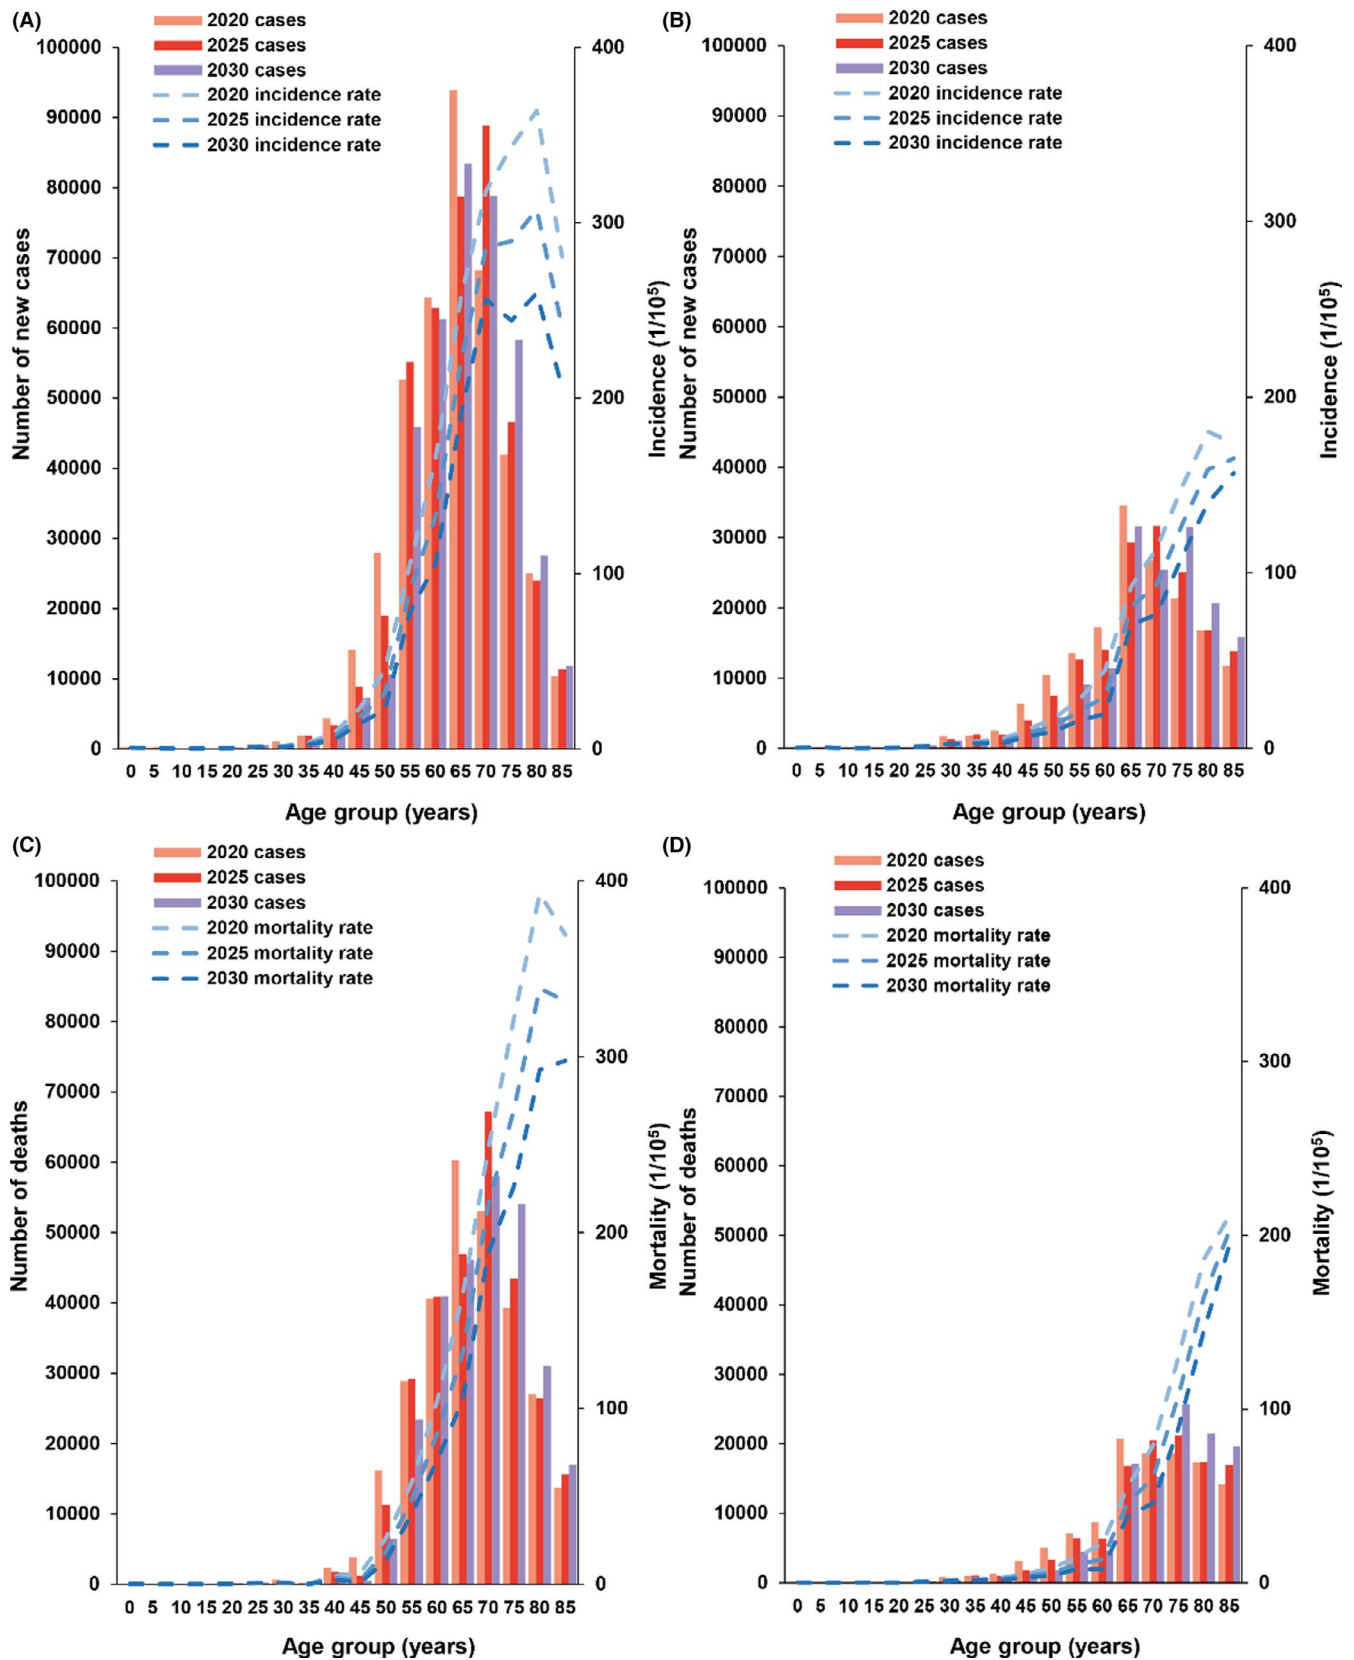 (A)
2020 cases
2025 cases
2030 cases
2020 incidence rate
2025 incidence rate
2030 incidence rate
100000
90000
80000
70000
60000
50000
40000
30000
20000
10000
0
400
300
200
100
0
Number of new cases
Incidence (1/10⁵)
0 5 10 15 20 25 30 35 40 45 50 55 60 65 70 75 80 85
Age group (years)
(B)
2020 cases
2025 cases
2030 cases
2020 incidence rate
2025 incidence rate
2030 incidence rate
100000
90000
80000
70000
60000
50000
40000
30000
20000
10000
0
400
300
200
100
0
Number of new cases
Incidence (1/10⁵)
0 5 10 15 20 25 30 35 40 45 50 55 60 65 70 75 80 85
Age group (years)
(C)
2020 cases
2025 cases
2030 cases
2020 mortality rate
2025 mortality rate
2030 mortality rate
100000
90000
80000
70000
60000
50000
40000
30000
20000
10000
0
400
300
200
100
0
Number of deaths
Mortality (1/10⁵)
0 5 10 15 20 25 30 35 40 45 50 55 60 65 70 75 80 85
Age group (years)
(D)
2020 cases
2025 cases
2030 cases
2020 mortality rate
2025 mortality rate
2030 mortality rate
100000
90000
80000
70000
60000
50000
40000
30000
20000
10000
0
400
300
200
100
0
Number of deaths
Mortality (1/10⁵)
0 5 10 15 20 25 30 35 40 45 50 55 60 65 70 75 80 85
Age group (years)